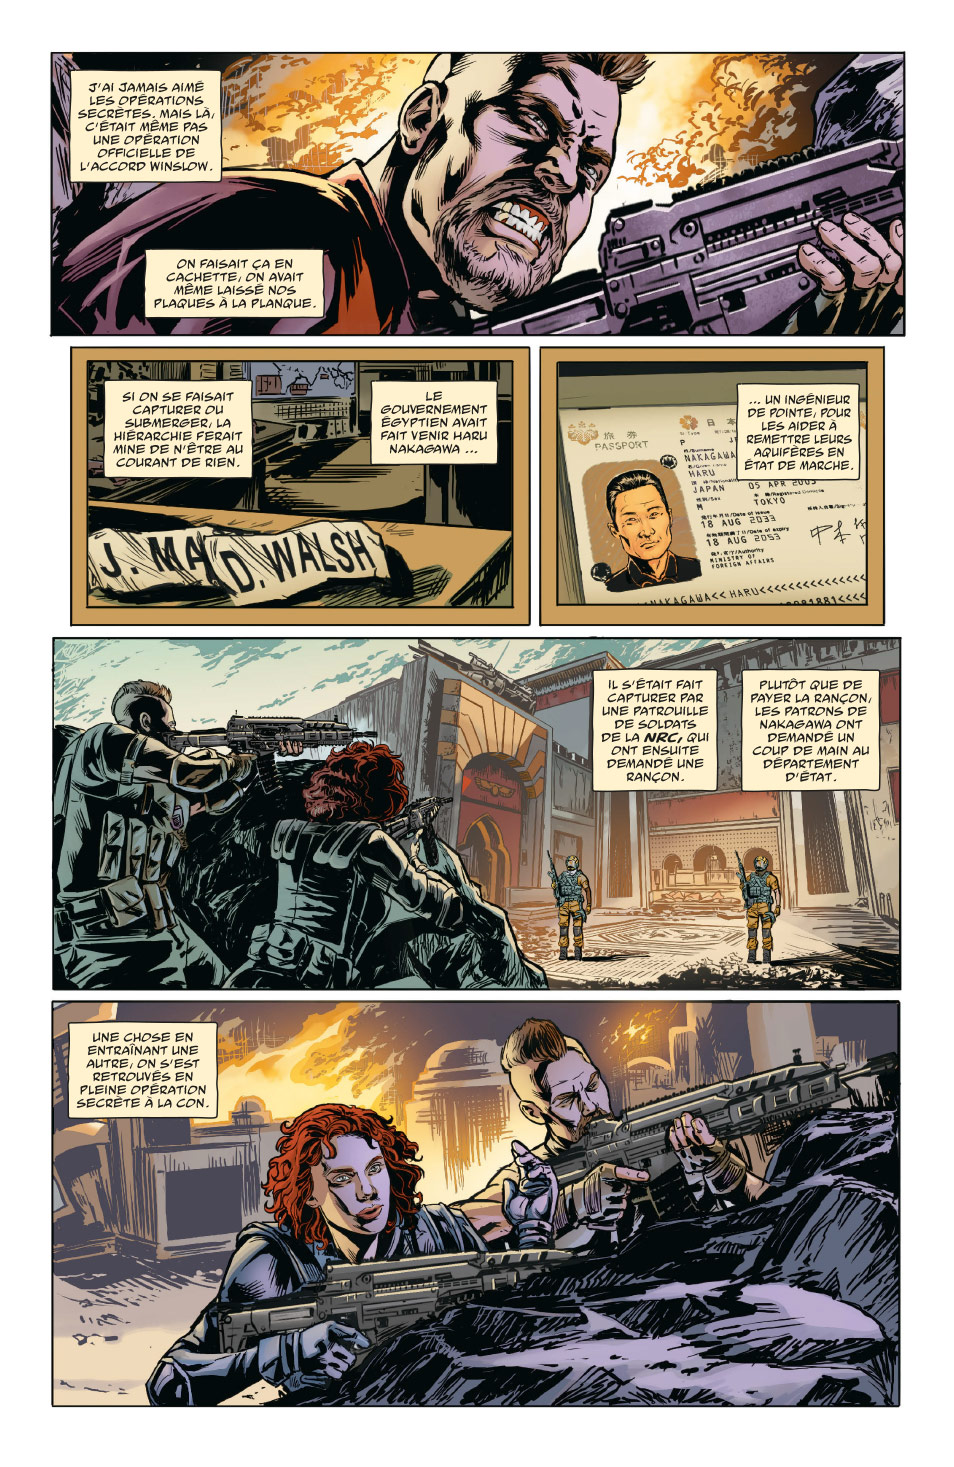 J'AI JAMAIS AIMÉ
LES OPÉRATIONS
SECRÈTES. MAIS LÀ,
C'ÉTAIT MÊME PAS
UNE OPÉRATION
OFFICIELLE DE
L'ACCORD WINSLOW.
ON FAISAIT ÇA EN
CACHETTE, ON AVAIT
MÊME LAISSÉ NOS
PLAQUES À LA PLANQUE.
SI ON SE FAISAIT
CAPTURER OU
SUBMERGER, LA
HIÉRARCHIE FERAIT
MINE DE N'ÊTRE AU
COURANT DE RIEN.
LE
GOUVERNEMENT
ÉGYPTIEN AVAIT
FAIT VENIR HARU
NAKAGAWA ...
J. MA
D. WALSH
... UN INGÉNIEUR
DE POINTE, POUR
LES AIDER À
REMETTRE LEURS
AQUIFÈRES EN
ÉTAT DE MARCHE.
旅券
PASSPORT
日本
P
NAKAGAWA
HARU
JAPAN 05 APR 2005
M TOKYO
18 AUG 2033
18 AUG 2053
MINISTRY OF
FOREIGN AFFAIRS
NAKAGAWA<<HARU<<<<<<<<<<<<<
IL S'ÉTAIT FAIT
CAPTURER PAR
UNE PATROUILLE
DE SOLDATS
DE LA NRC, QUI
ONT ENSUITE
DEMANDÉ UNE
RANÇON.
PLUTÔT QUE DE
PAYER LA RANÇON,
LES PATRONS DE
NAKAGAWA ONT
DEMANDÉ UN
COUP DE MAIN AU
DÉPARTEMENT
D'ÉTAT.
UNE CHOSE EN
ENTRAÎNANT UNE
AUTRE, ON S'EST
RETROUVÉS EN
PLEINE OPÉRATION
SECRÈTE À LA CON.